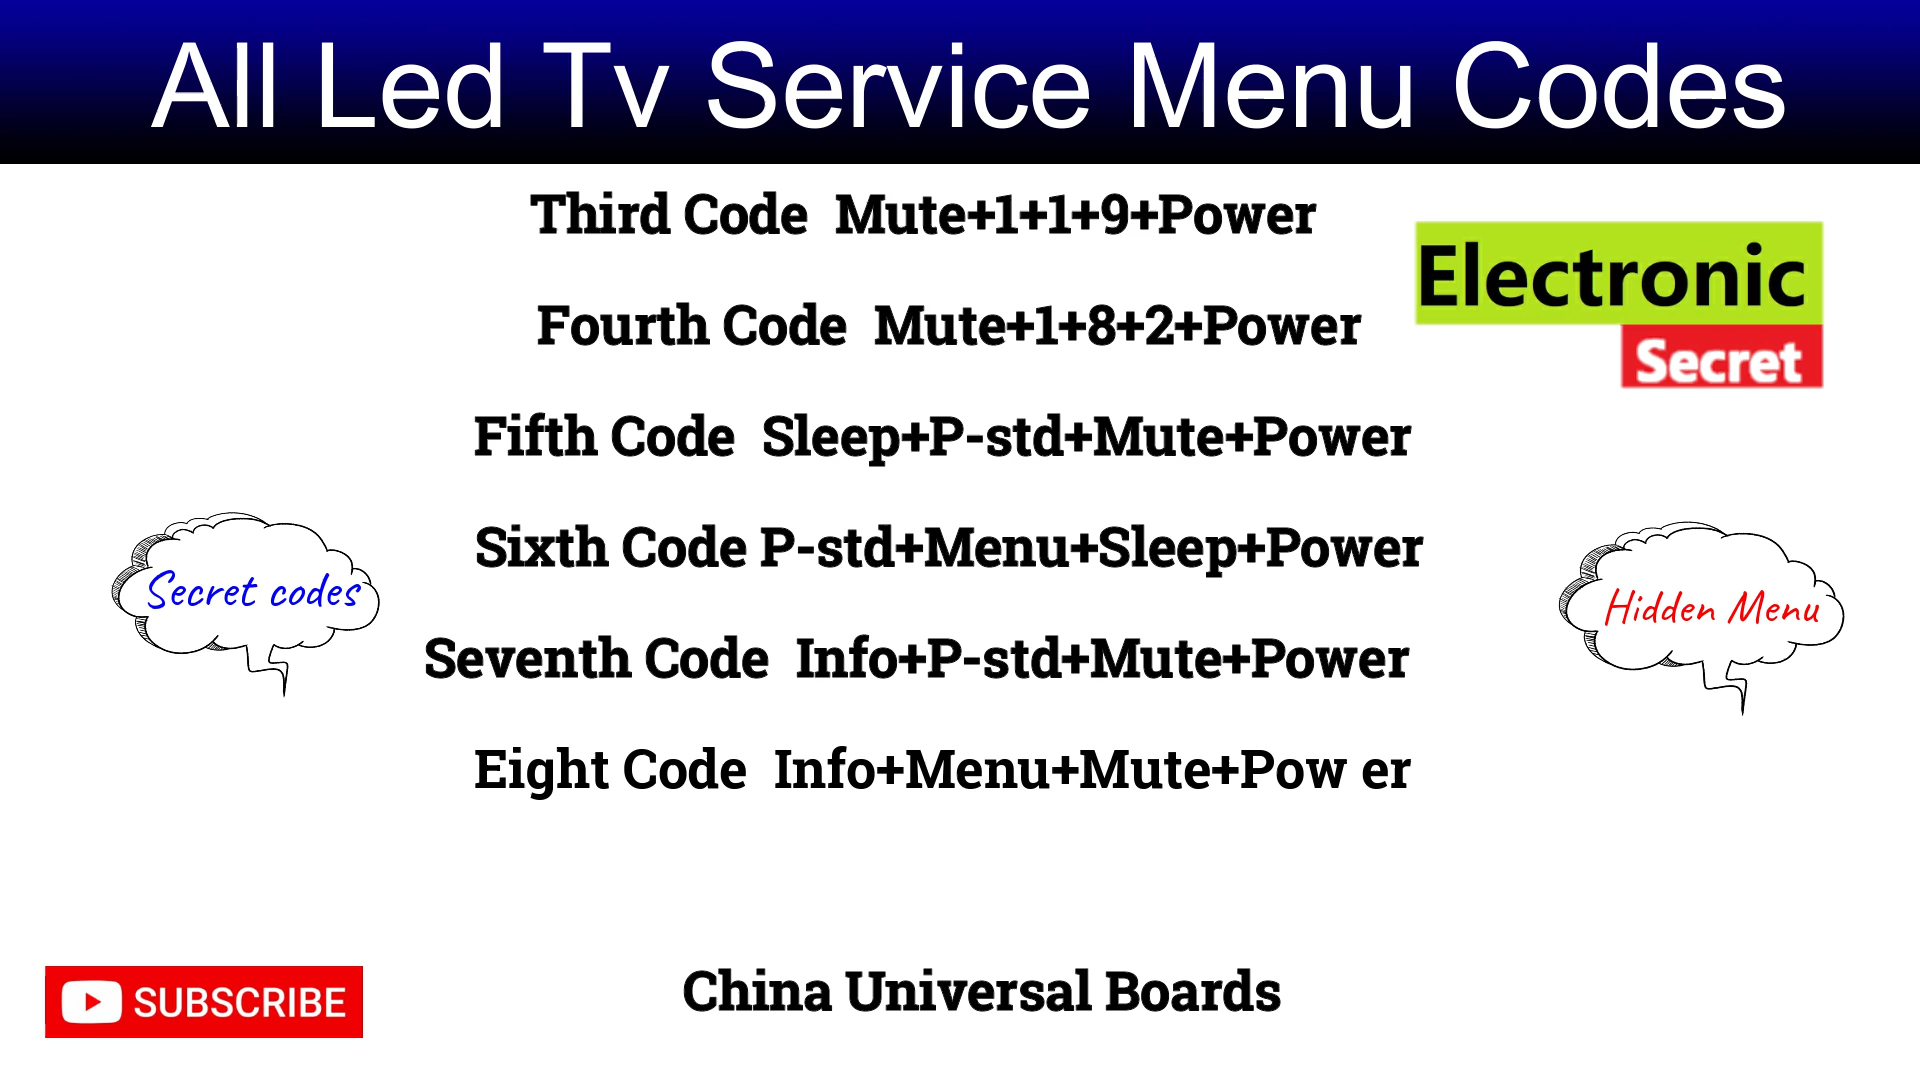 All Led Tv Service Menu Codes
Third Code  Mute+1+1+9+Power
Electronic
Secret
Fourth Code  Mute+1+8+2+Power
Fifth Code  Sleep+P-std+Mute+Power
Sixth Code P-std+Menu+Sleep+Power
Secret codes
Hidden Menu
Seventh Code  Info+P-std+Mute+Power
Eight Code  Info+Menu+Mute+Pow er
SUBSCRIBE
China Universal Boards